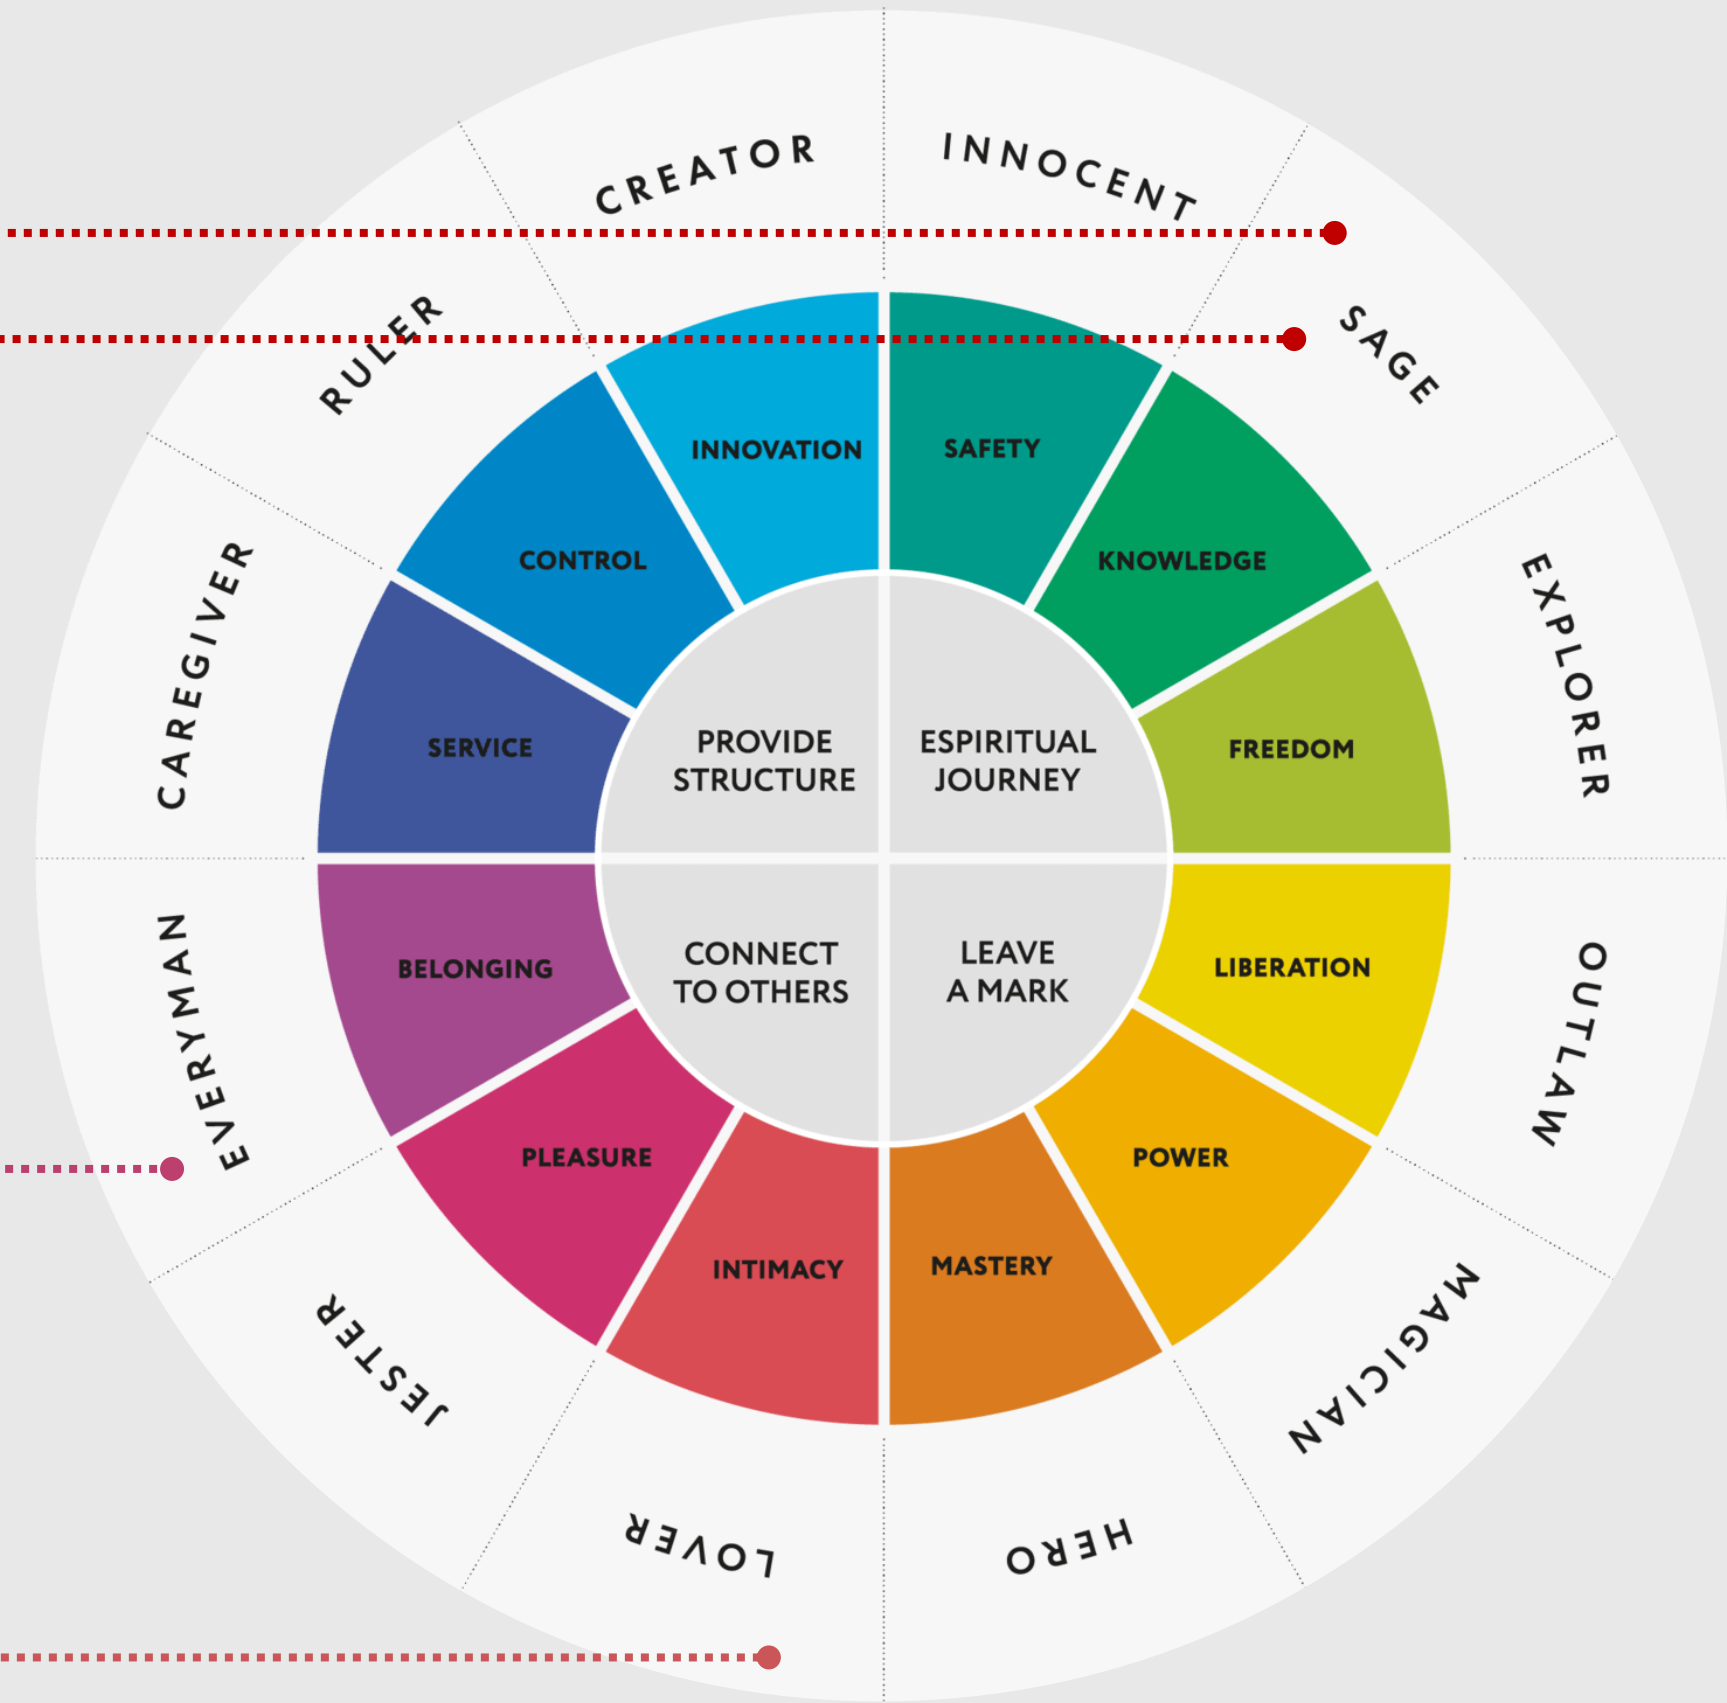 CREATOR
INNOCENT
SAGE
EXPLORER
OUTLAW
MAGICIAN
HERO
LOVER
JESTER
EVERYMAN
CAREGIVER
RULER
INNOVATION
SAFETY
KNOWLEDGE
FREEDOM
LIBERATION
POWER
MASTERY
INTIMACY
PLEASURE
BELONGING
SERVICE
CONTROL
PROVIDE
STRUCTURE
ESPIRITUAL
JOURNEY
CONNECT
TO OTHERS
LEAVE
A MARK